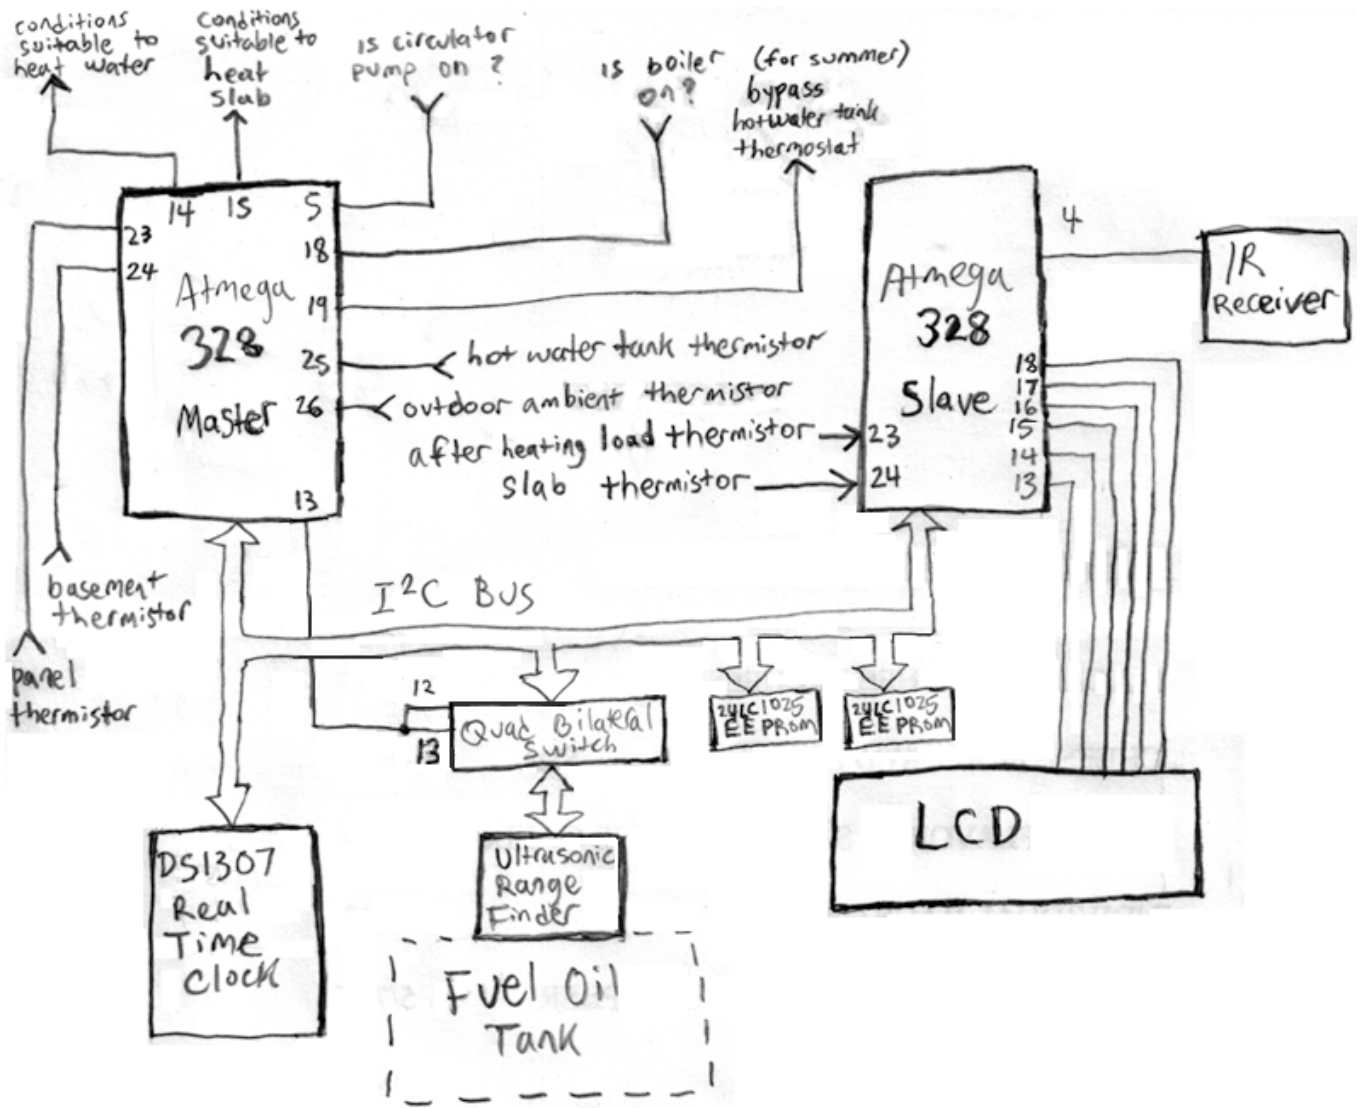 conditions
suitable to
heat water
Conditions
suitable to
heat
slab
is circulator
pump on ?
is boiler
on?
(for summer)
bypass
hotwater tank
thermostat
14 15 5
23
24
18
19
25
26
13
Atmega
328
Master
hot water tank thermistor
outdoor ambient thermistor
after heating load thermistor
slab thermistor
Atmega
328
Slave
23
24
4
18
17
16
15
14
13
IR
Receiver
basement
thermistor
panel
thermistor
I²C BUS
12
13
Quad Bilateral
Switch
24LC1025
EEPROM
24LC1025
EEPROM
LCD
DS1307
Real
Time
Clock
Ultrasonic
Range
Finder
Fuel Oil
Tank